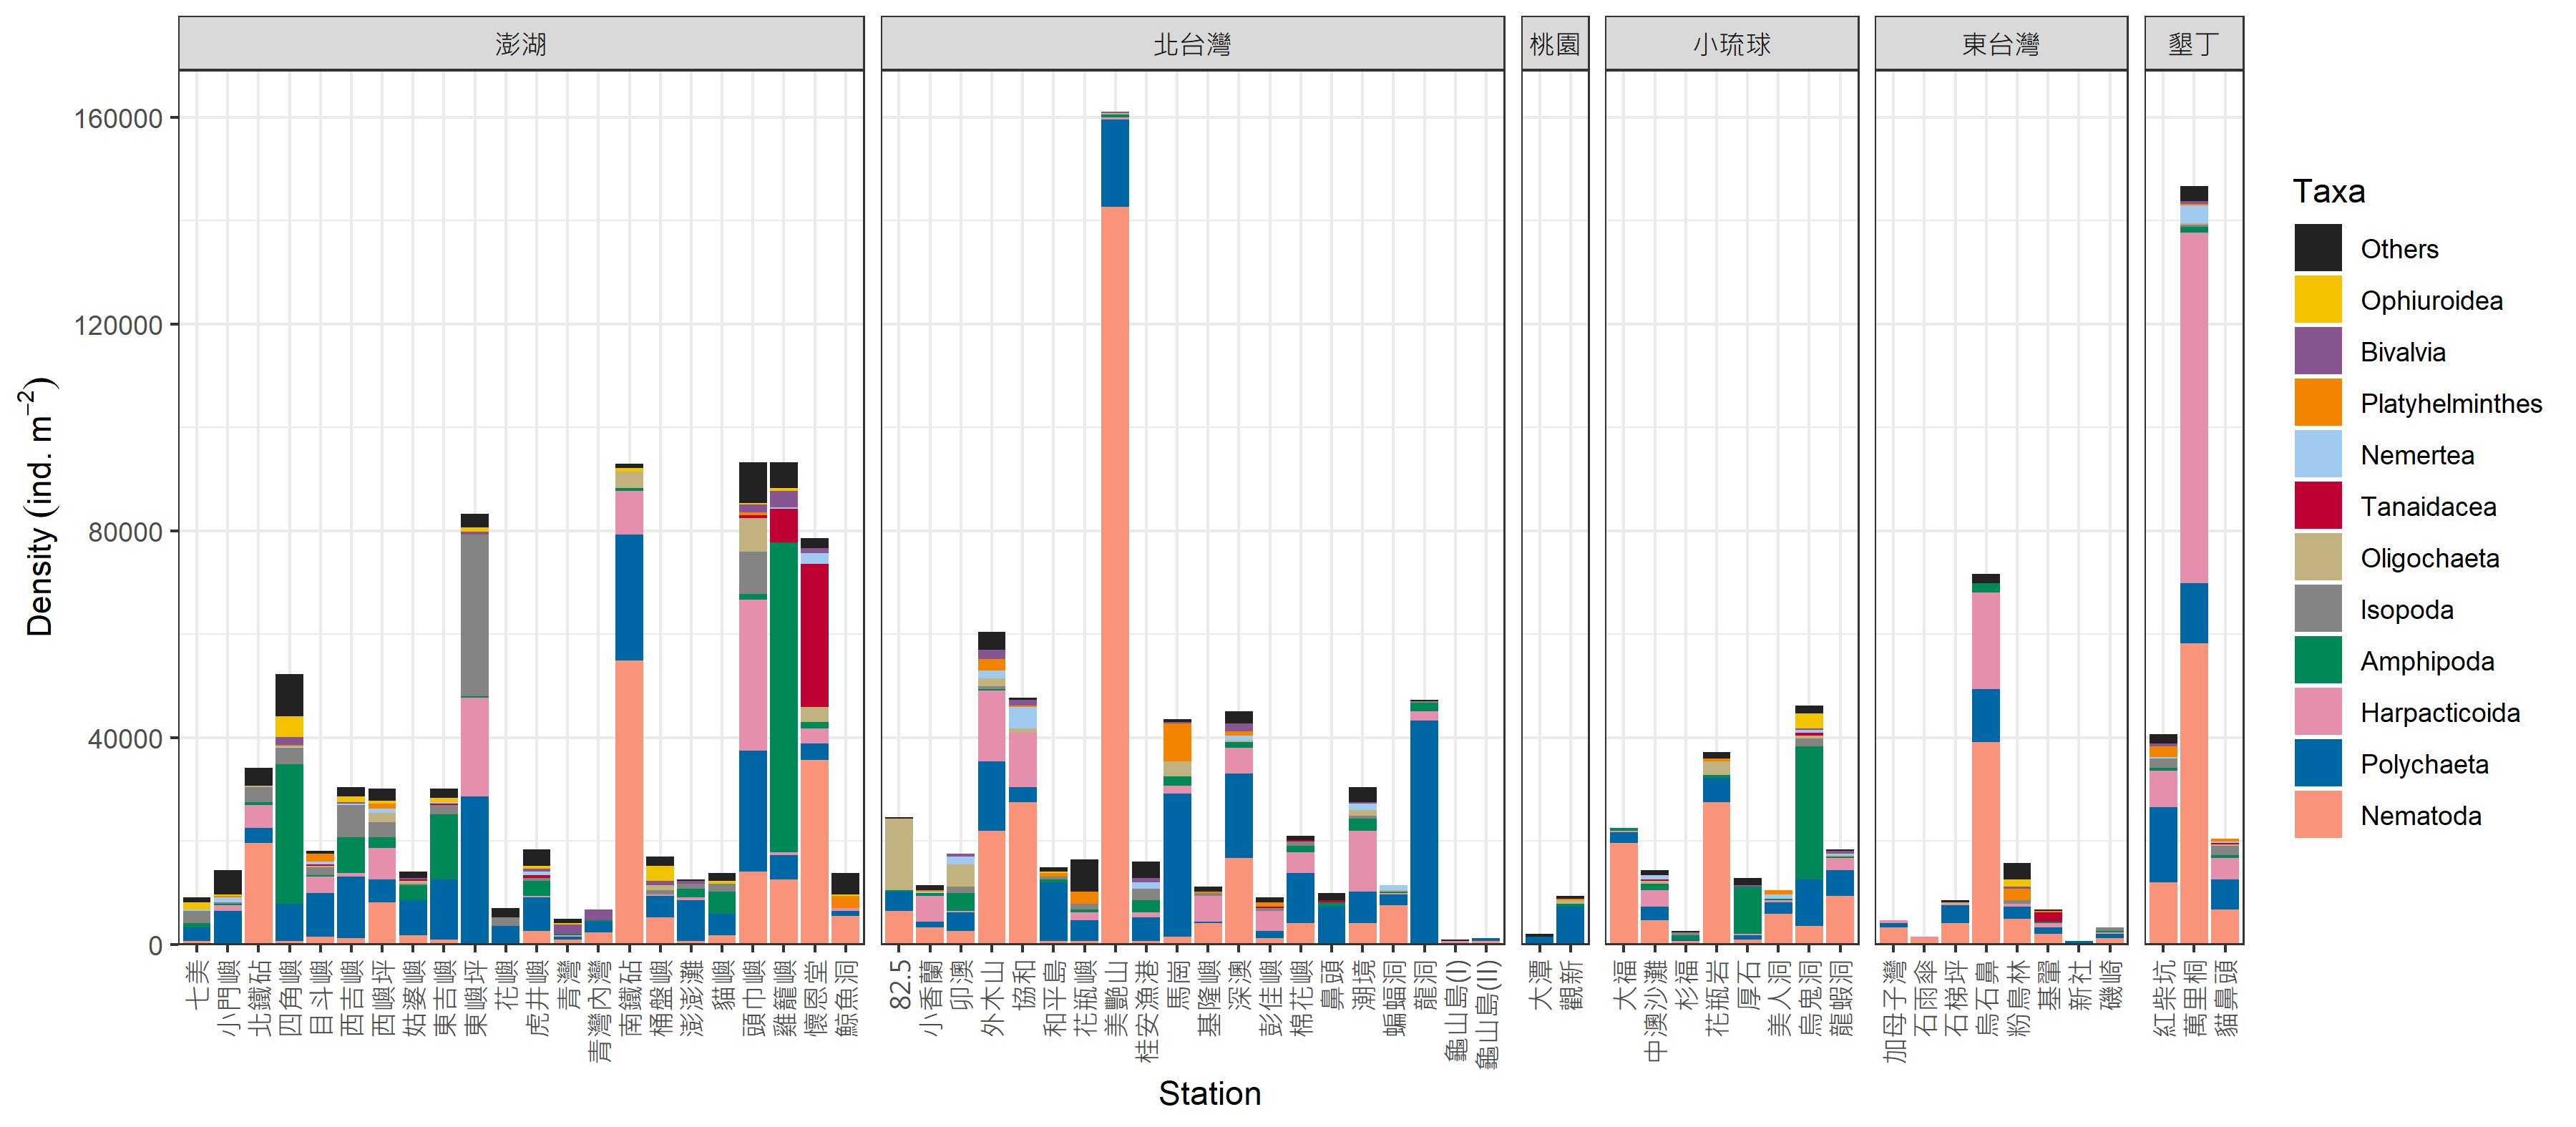 澎湖
北台灣
桃園
小琉球
東台灣
墾丁
Density (ind. m⁻²)
160000
120000
80000
40000
0
七美
小門嶼
北鐵砧
四角嶼
目斗嶼
西吉嶼
西嶼坪
姑婆嶼
東吉嶼
東嶼坪
花嶼
虎井嶼
青灣
青灣內灣
南鐵砧
桶盤嶼
澎澎灘
貓嶼
頭巾嶼
雞籠嶼
懷恩堂
鯨魚洞
82.5
小香蘭
卯澳
外木山
協和
和平島
花瓶嶼
美艷山
桂安漁港
馬崗
基隆嶼
深澳
彭佳嶼
棉花嶼
鼻頭
潮境
蝙蝠洞
龍洞
龜山島(I)
龜山島(II)
大潭
觀新
大福
中澳沙灘
杉福
花瓶岩
厚石
美人洞
烏鬼洞
龍蝦洞
加母子灣
石雨傘
石梯坪
烏石鼻
粉鳥林
基翬
新社
磯崎
紅柴坑
萬里桐
貓鼻頭
Station
Taxa
Others
Ophiuroidea
Bivalvia
Platyhelminthes
Nemertea
Tanaidacea
Oligochaeta
Isopoda
Amphipoda
Harpacticoida
Polychaeta
Nematoda